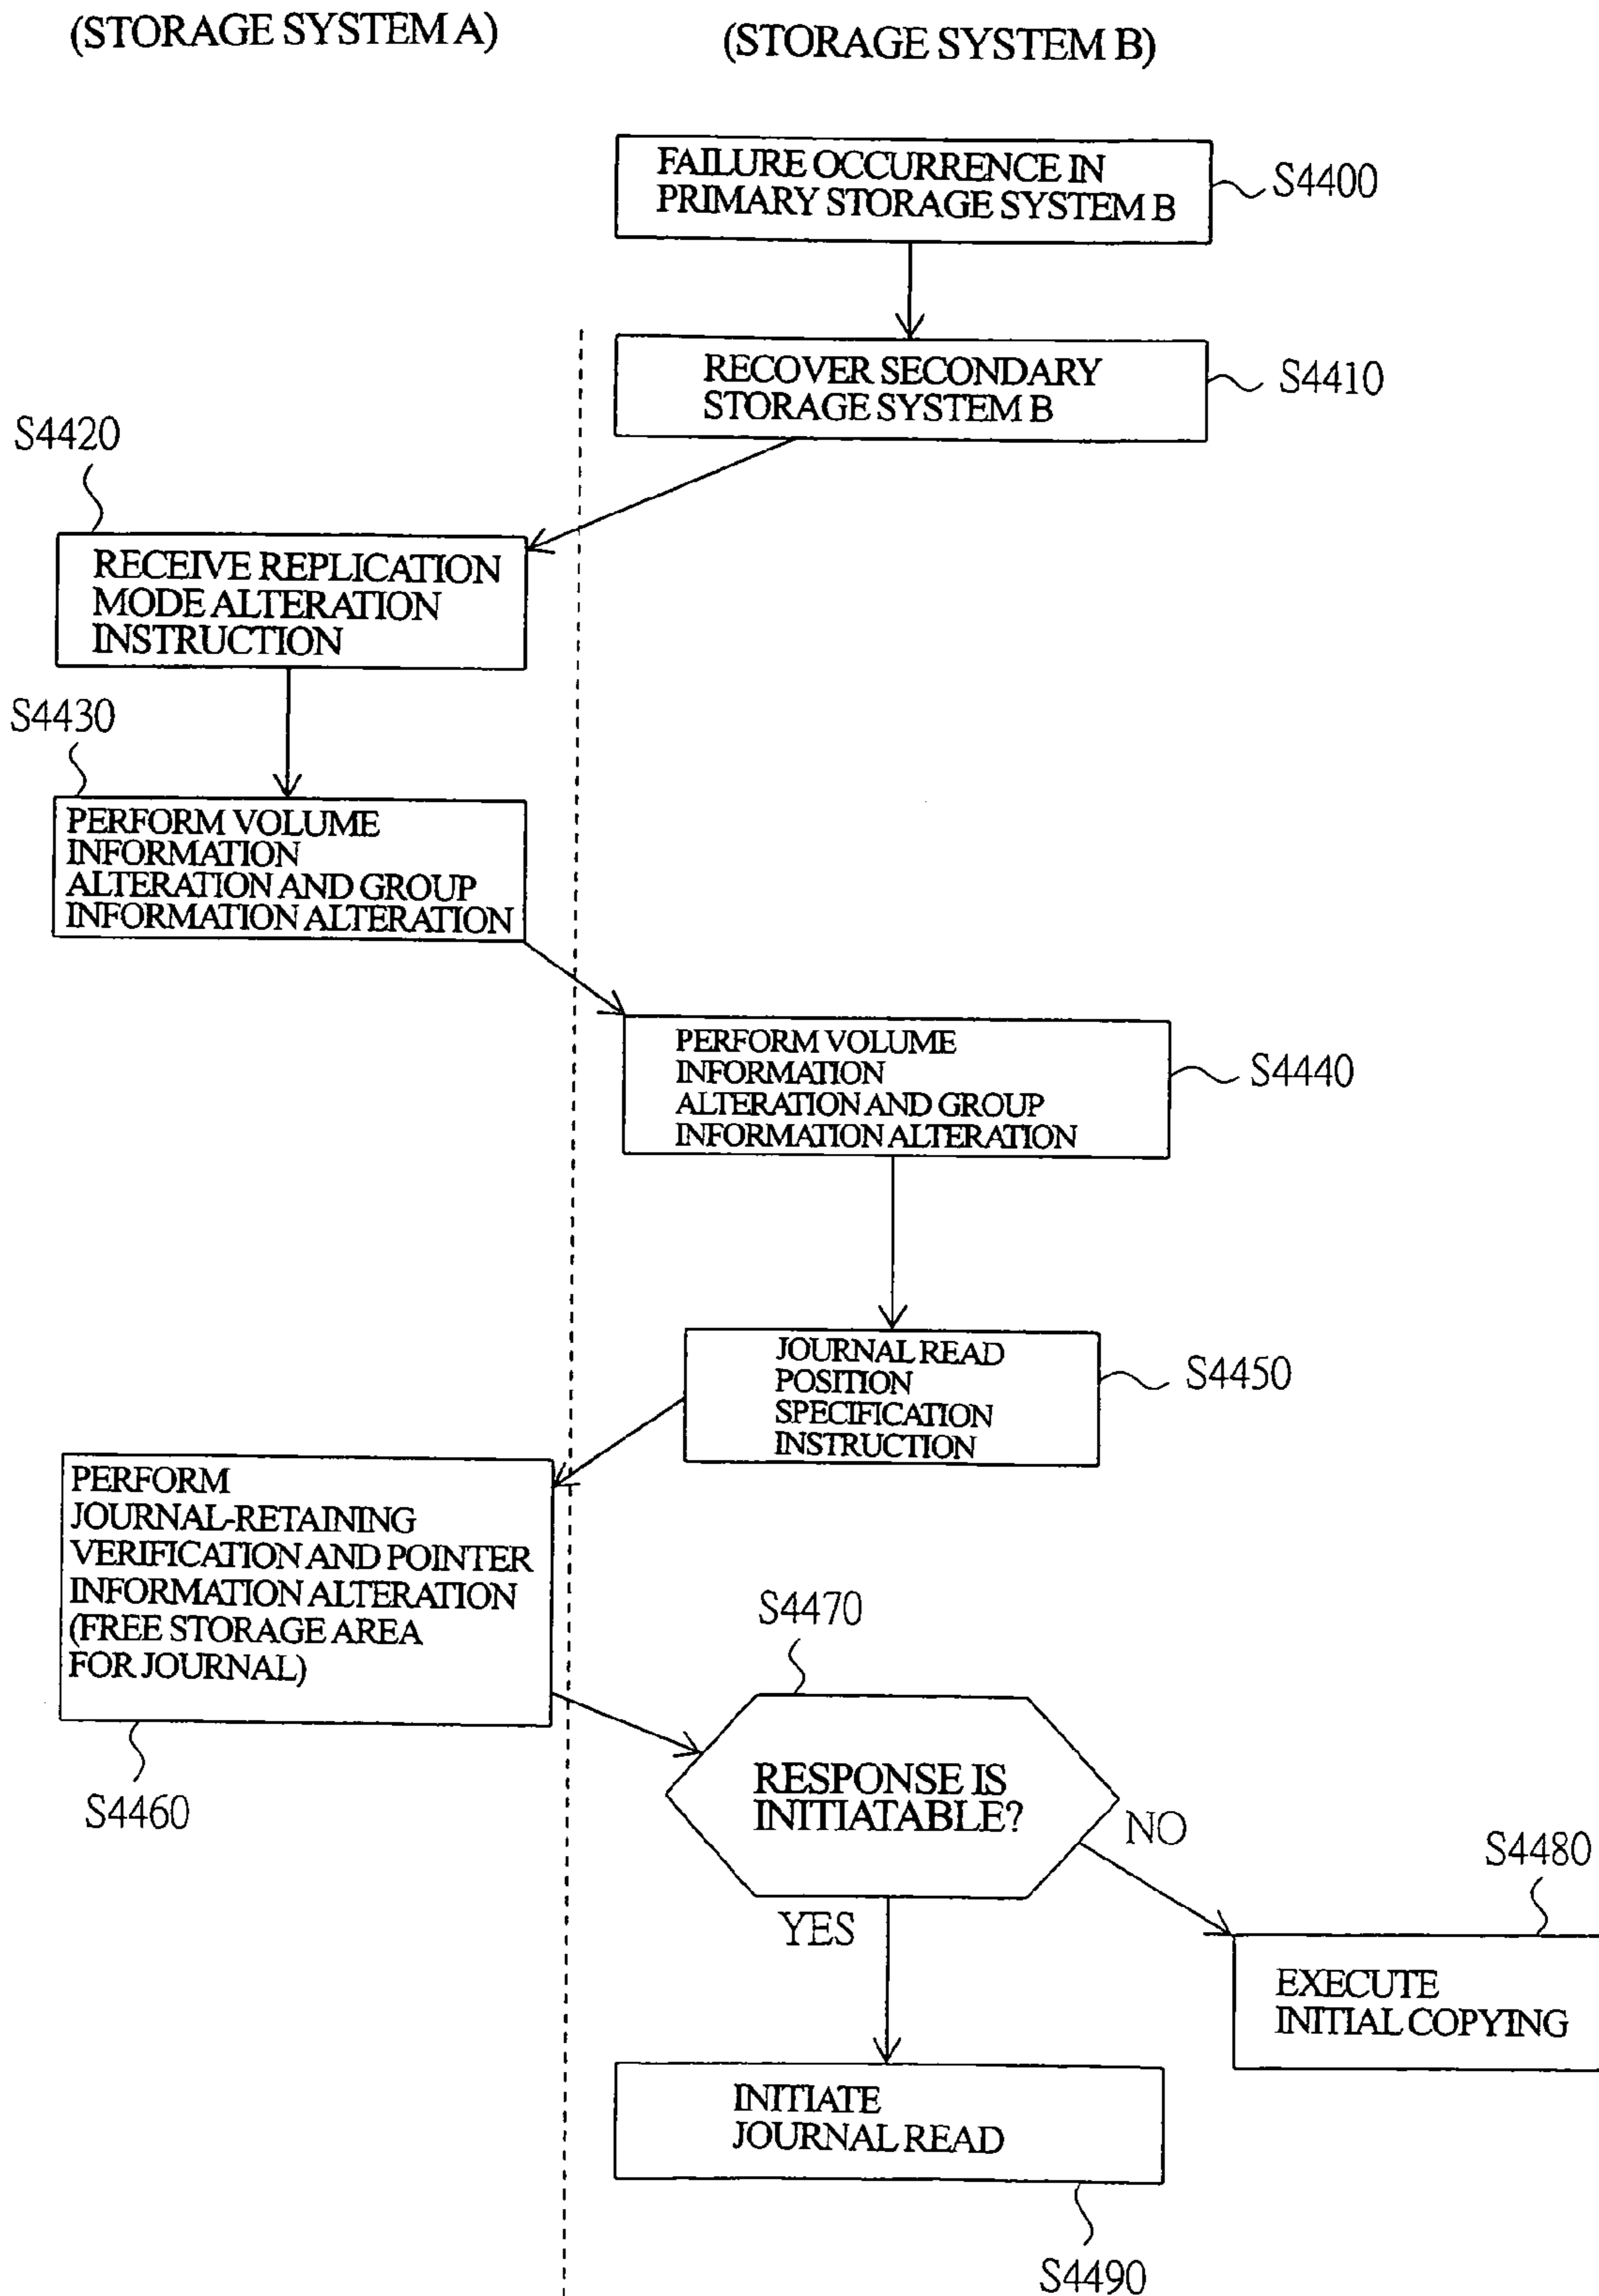 (STORAGE SYSTEM A)
(STORAGE SYSTEM B)
FAILURE OCCURRENCE IN
PRIMARY STORAGE SYSTEM B
S4400
RECOVER SECONDARY
STORAGE SYSTEM B
S4410
S4420
RECEIVE REPLICATION
MODE ALTERATION
INSTRUCTION
S4430
PERFORM VOLUME
INFORMATION
ALTERATION AND GROUP
INFORMATION ALTERATION
PERFORM VOLUME
INFORMATION
ALTERATION AND GROUP
INFORMATION ALTERATION
S4440
JOURNAL READ
POSITION
SPECIFICATION
INSTRUCTION
S4450
PERFORM
JOURNAL-RETAINING
VERIFICATION AND POINTER
INFORMATION ALTERATION
(FREE STORAGE AREA
FOR JOURNAL)
S4460
S4470
RESPONSE IS
INITIATABLE?
NO
YES
S4480
EXECUTE
INITIAL COPYING
INITIATE
JOURNAL READ
S4490